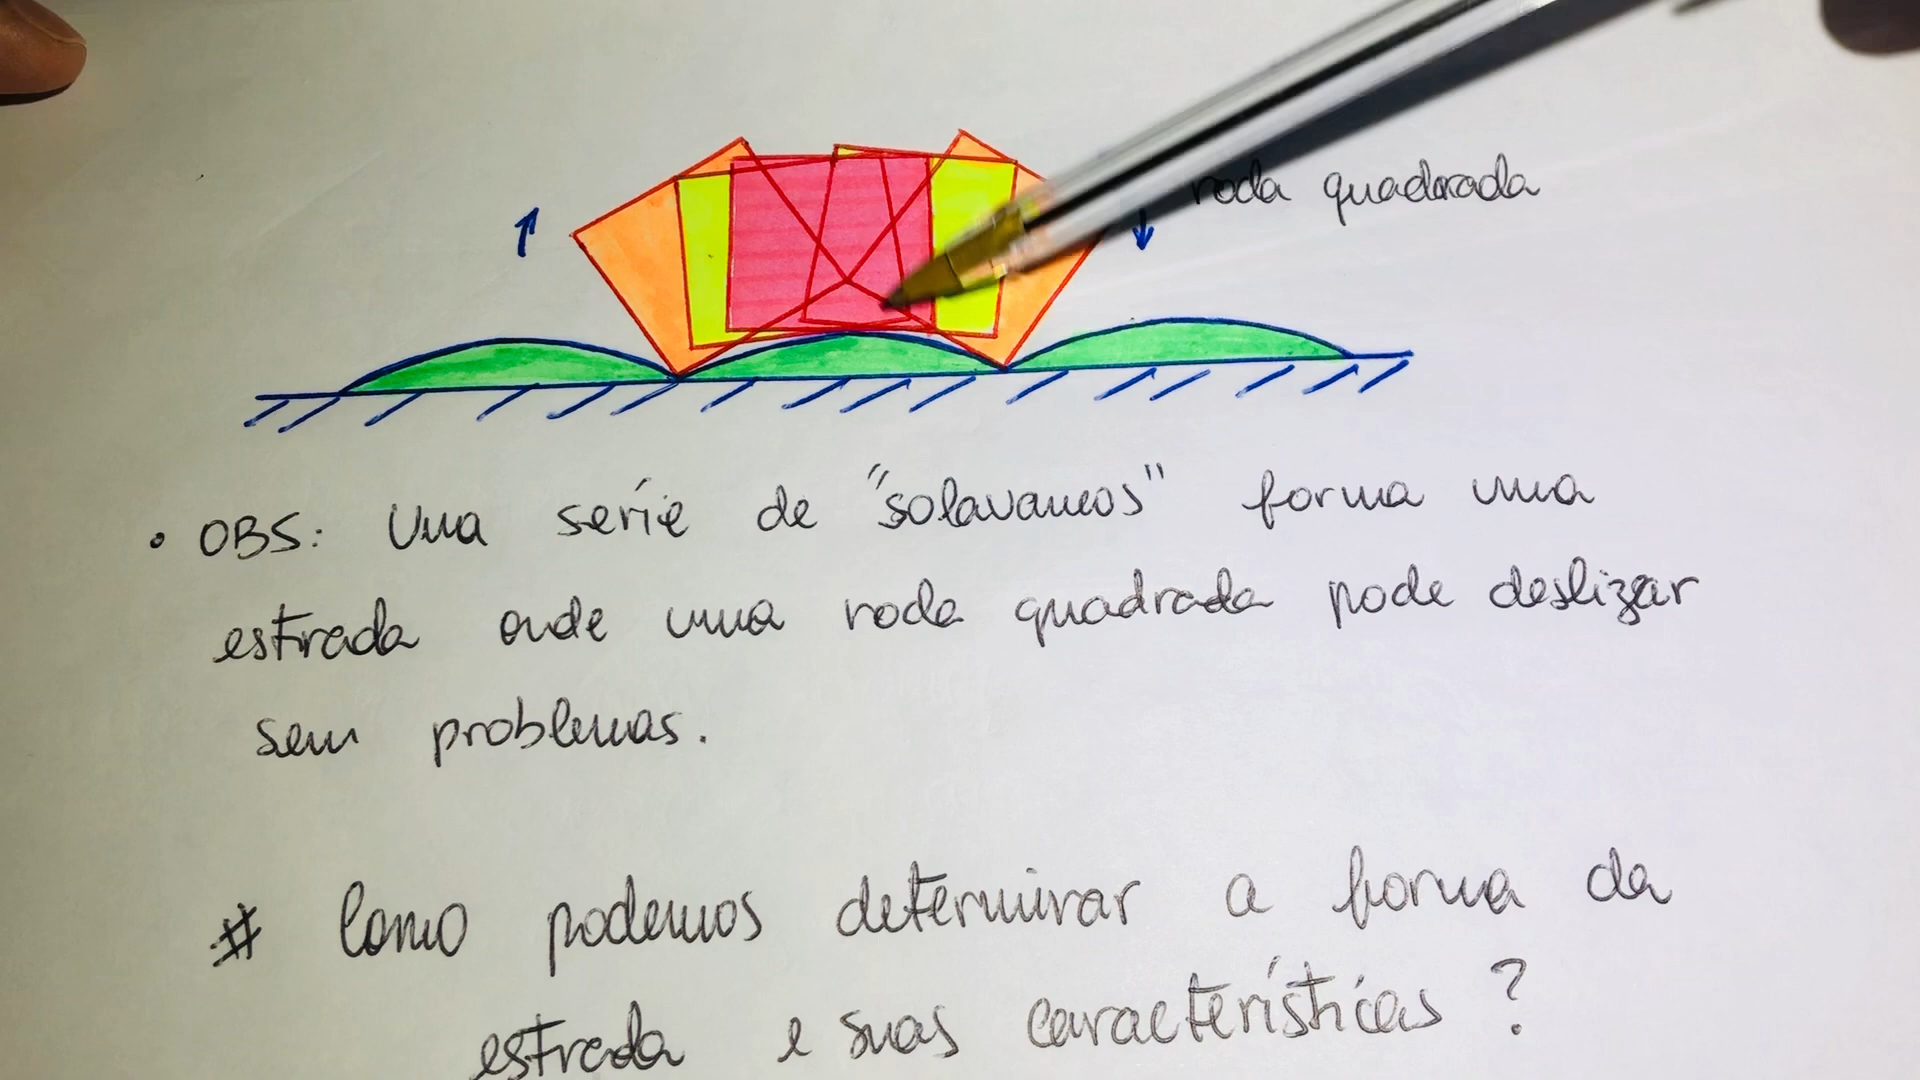 roda quadrada
• OBS: Uma série de "solavancos" forma uma
estrada onde uma roda quadrada pode deslizar
sem problemas.
# Como podemos determinar a forma da
estrada e suas características?